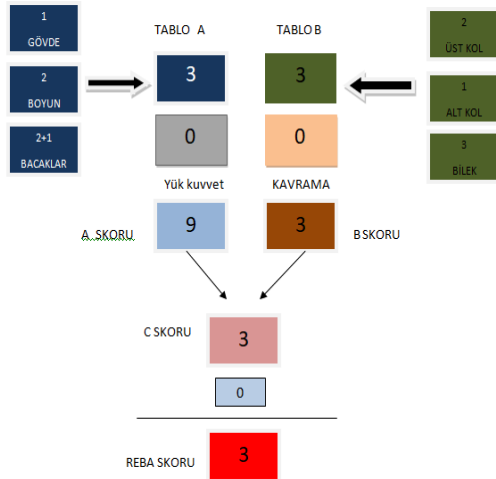 1
GÖVDE
2
BOYUN
2+1
BACAKLAR
TABLO A
3
0
Yük kuvvet
TABLO B
3
0
KAVRAMA
2
ÜST KOL
1
ALT KOL
3
BİLEK
A SKORU
9
3
B SKORU
C SKORU
3
0
REBA SKORU
3